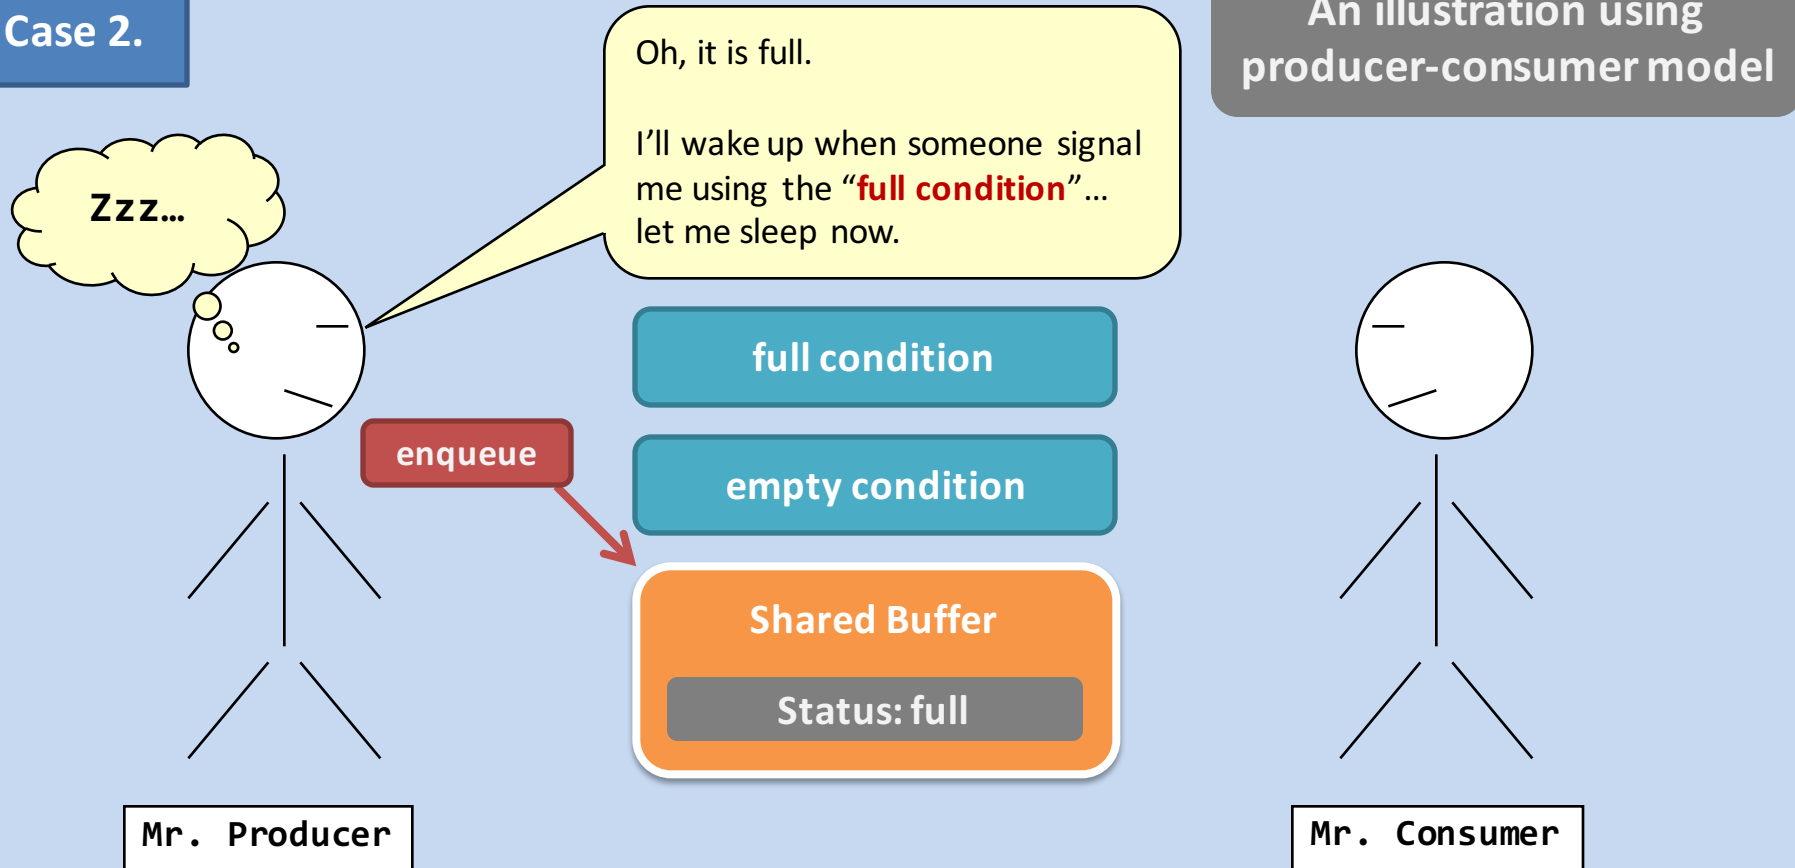 Case 2.
An illustration using
producer-consumer model
Oh, it is full.
I’ll wake up when someone signal
me using the “full condition”...
let me sleep now.
Zzz…
full condition
enqueue
empty condition
Shared Buffer
Status: full
Mr. Producer
Mr. Consumer